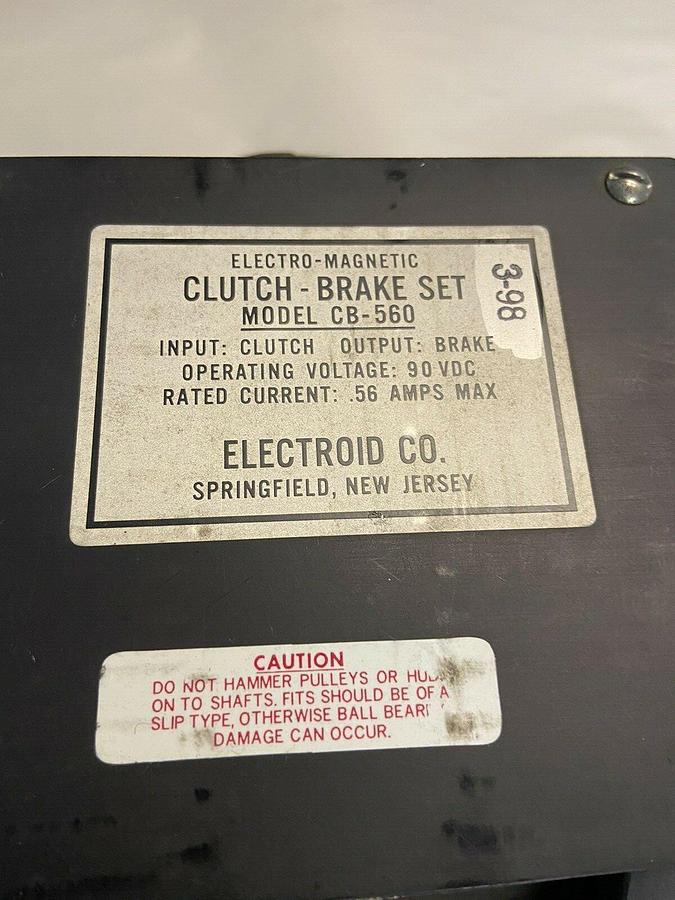 ELECTRO-MAGNETIC
CLUTCH - BRAKE SET
MODEL CB-560
INPUT: CLUTCH OUTPUT: BRAKE
OPERATING VOLTAGE: 90 VDC
RATED CURRENT: .56 AMPS MAX
ELECTROID CO.
SPRINGFIELD, NEW JERSEY
3-98
CAUTION
DO NOT HAMMER PULLEYS OR
ON TO SHAFTS. FITS SHOULD BE OF A
SLIP TYPE, OTHERWISE BALL
DAMAGE CAN OCCUR.